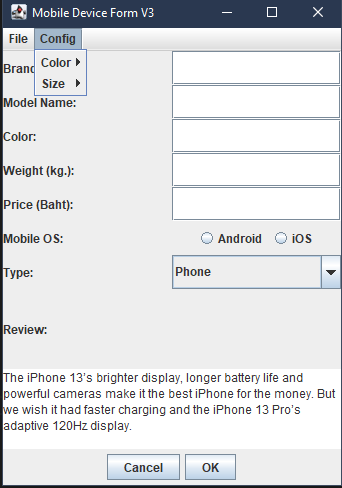 Mobile Device Form V3
File Config
Color
Size
Model Name:
Color:
Weight (kg.):
Price (Baht):
Mobile OS: Android iOS
Type: Phone
Review:
The iPhone 13's brighter display, longer battery life and
powerful cameras make it the best iPhone for the money. But
we wish it had faster charging and the iPhone 13 Pro's
adaptive 120Hz display.
Cancel OK